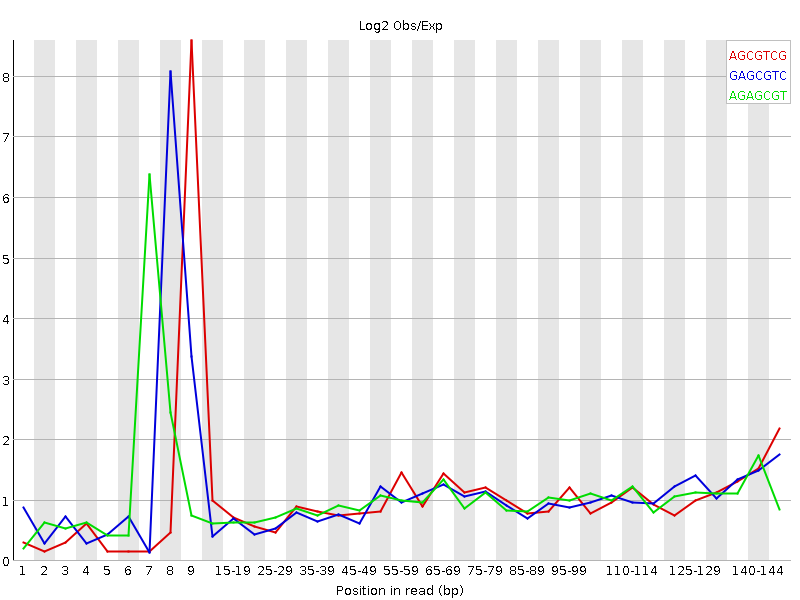 Log2 Obs/Exp
AGCGTCG
GAGCGTC
AGAGCGT
8
7
6
5
4
3
2
1
0
1 2 3 4 5 6 7 8 9 15-19 25-29 35-39 45-49 55-59 65-69 75-79 85-89 95-99 110-114 125-129 140-144
Position in read (bp)